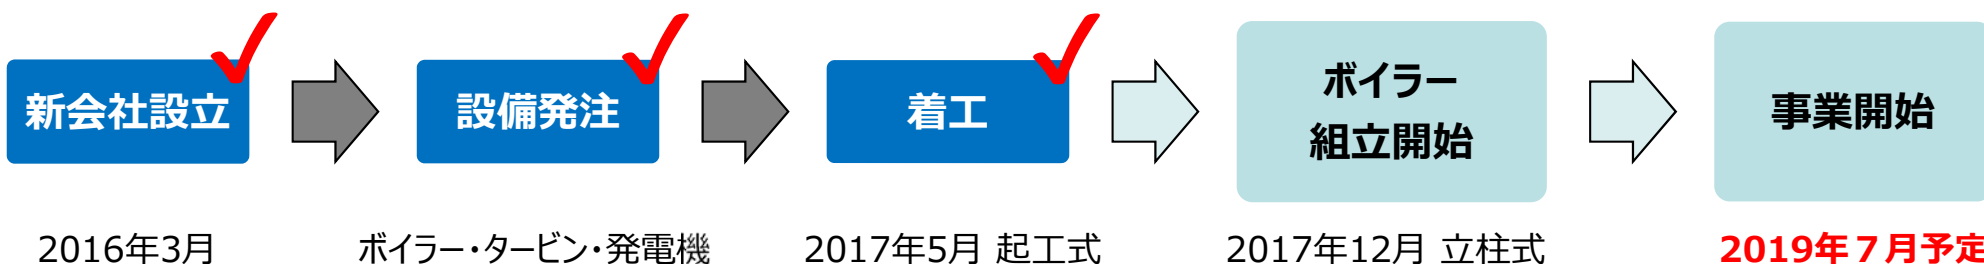 新会社設立
設備発注
着工
ボイラー
組立開始
事業開始
2016年3月
ボイラー・タービン・発電機
2017年5月 起工式
2017年12月 立柱式
2019年７月予定